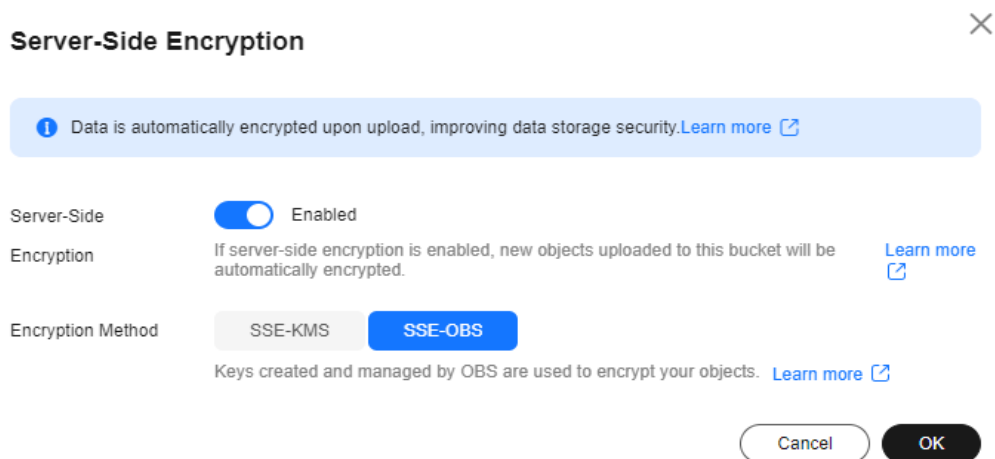 Server-Side Encryption
Data is automatically encrypted upon upload, improving data storage security.Learn more
Server-Side
Encryption
Enabled
If server-side encryption is enabled, new objects uploaded to this bucket will be
automatically encrypted.
Learn more
Encryption Method
SSE-KMS
SSE-OBS
Keys created and managed by OBS are used to encrypt your objects. Learn more
Cancel
OK